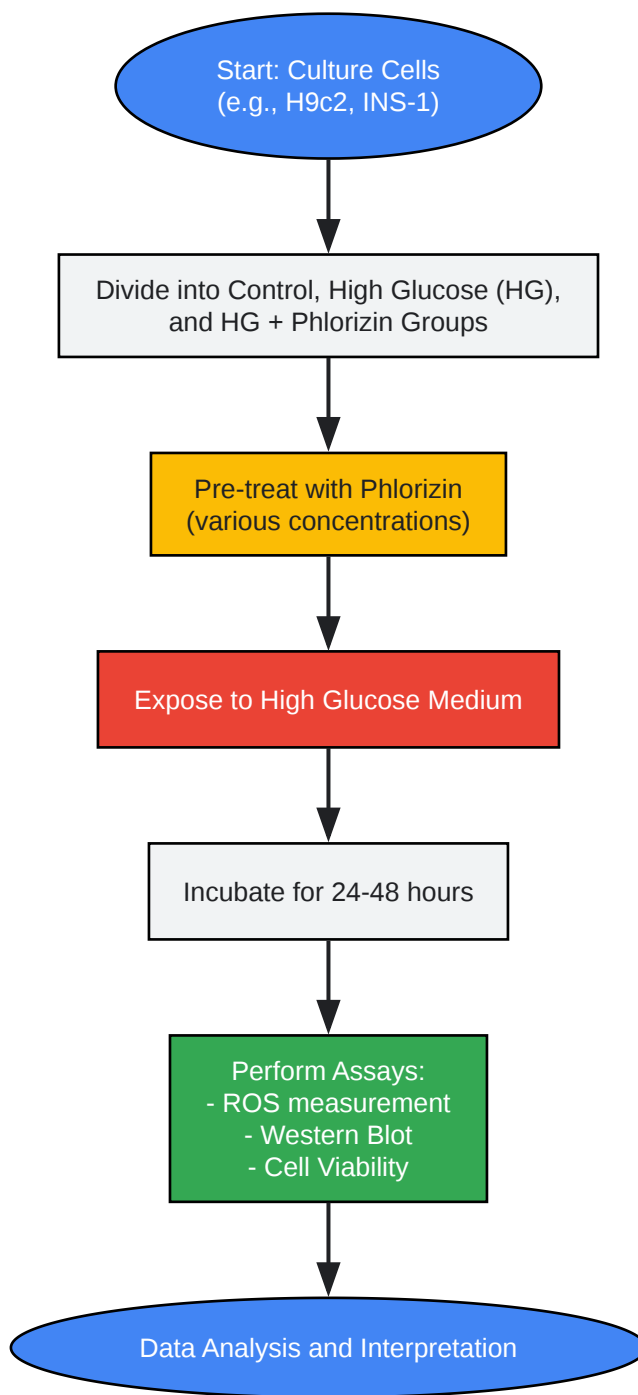 Start: Culture Cells
(e.g., H9c2, INS-1)
Divide into Control, High Glucose (HG),
and HG + Phlorizin Groups
Pre-treat with Phlorizin
(various concentrations)
Expose to High Glucose Medium
Incubate for 24-48 hours
Perform Assays:
- ROS measurement
- Western Blot
- Cell Viability
Data Analysis and Interpretation